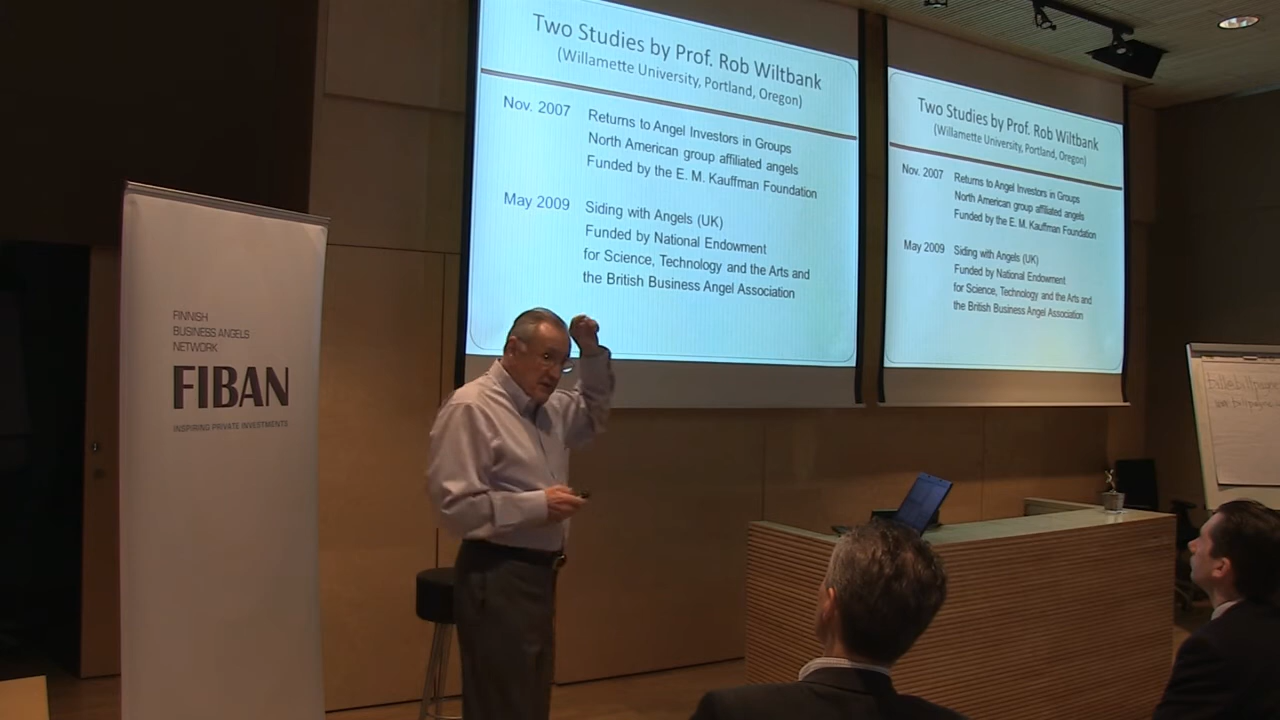 FINNISH
BUSINESS ANGELS
NETWORK
FIBAN
INSPIRING PRIVATE INVESTMENTS
Two Studies by Prof. Rob Wiltbank
(Willamette University, Portland, Oregon)
Nov. 2007 Returns to Angel Investors in Groups
North American group affiliated angels
Funded by the E. M. Kauffman Foundation
May 2009 Siding with Angels (UK)
Funded by National Endowment
for Science, Technology and the Arts and
the British Business Angel Association
Two Studies by Prof. Rob Wiltbank
(Willamette University, Portland, Oregon)
Nov. 2007 Returns to Angel Investors in Groups
North American group affiliated angels
Funded by the E. M. Kauffman Foundation
May 2009 Siding with Angels (UK)
Funded by National Endowment
for Science, Technology and the Arts and
the British Business Angel Association